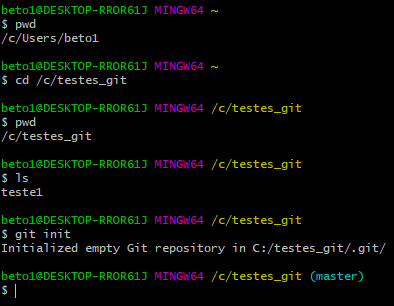 beto1@DESKTOP-RROR61J MINGW64 ~
$ pwd
/c/Users/beto1
beto1@DESKTOP-RROR61J MINGW64 ~
$ cd /c/testes_git
beto1@DESKTOP-RROR61J MINGW64 /c/testes_git
$ pwd
/c/testes_git
beto1@DESKTOP-RROR61J MINGW64 /c/testes_git
$ ls
teste1
beto1@DESKTOP-RROR61J MINGW64 /c/testes_git
$ git init
Initialized empty Git repository in C:/testes_git/.git/
beto1@DESKTOP-RROR61J MINGW64 /c/testes_git (master)
$